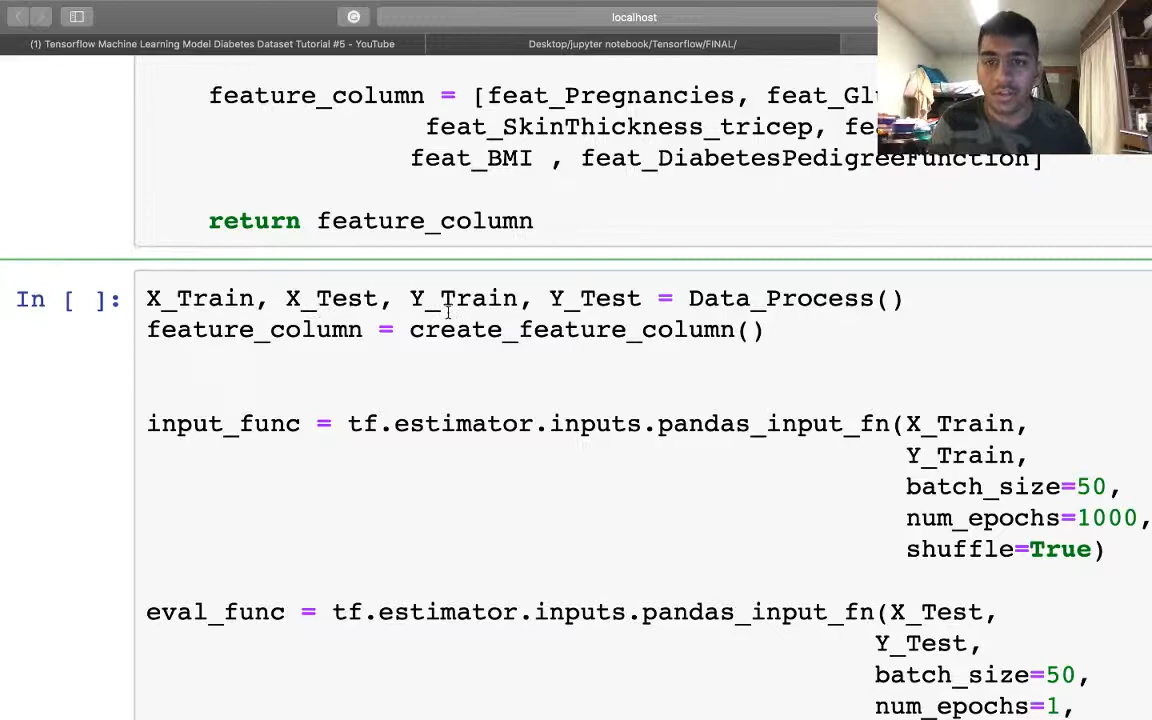 localhost
(1) Tensorflow Machine Learning Model Diabetes Dataset Tutorial #5 - YouTube
Desktop/jupyter notebook/Tensorflow/FINAL/
feature_column = [feat_Pregnancies,
feat_SkinThickness_tricep,
feat_BMI , feat_DiabetesPedigreeFunction]
return feature_column
In [ ]: X_Train, X_Test, Y_Train, Y_Test = Data_Process()
feature_column = create_feature_column()
input_func = tf.estimator.inputs.pandas_input_fn(X_Train,
Y_Train,
batch_size=50,
num_epochs=1000,
shuffle=True)
eval_func = tf.estimator.inputs.pandas_input_fn(X_Test,
Y_Test,
batch_size=50,
num_epochs=1,